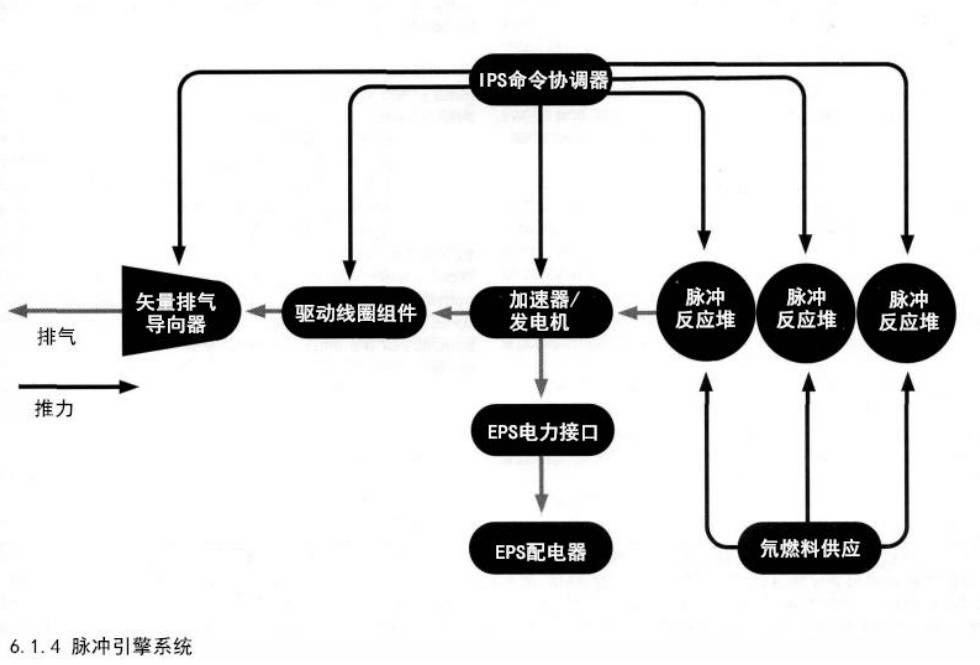 IPS命令协调器
矢量排气
导向器
驱动线圈组件
加速器/
发电机
脉冲
反应堆
脉冲
反应堆
脉冲
反应堆
排气
推力
EPS电力接口
EPS配电器
氘燃料供应
6.1.4 脉冲引擎系统